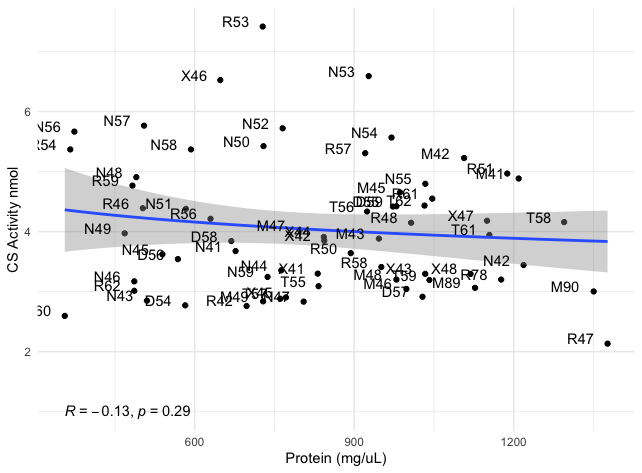 R53
X46
N53
6
N56
N57
N52
N54
R54
N58
N50
R57
M42
R51
M41
N48
R59
N55
M45
R61
T62
R46
N51
R56
T56
R48
X47
T58
T61
4
N49
M47
X42
M43
D58
N45
N41
R50
R58
N44
X41
M48
X43
T59
X48
R78
N42
N46
R62
N59
T55
M46
M89
M90
N43
D54
R42
M49
N47
D57
R47
60
2
R = −0.13, p = 0.29
600
900
1200
Protein (mg/uL)
CS Activity nmol